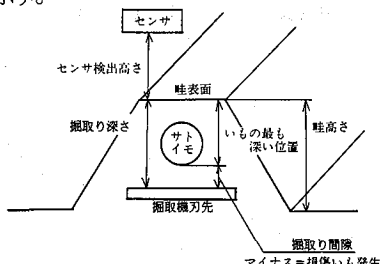 センサ
センサ検出高さ
畦表面
掘取り深さ
サト
イモ
いもの最も
深い位置
畦高さ
掘取機刃先
掘取り間隙
マイナス=損傷いも発生